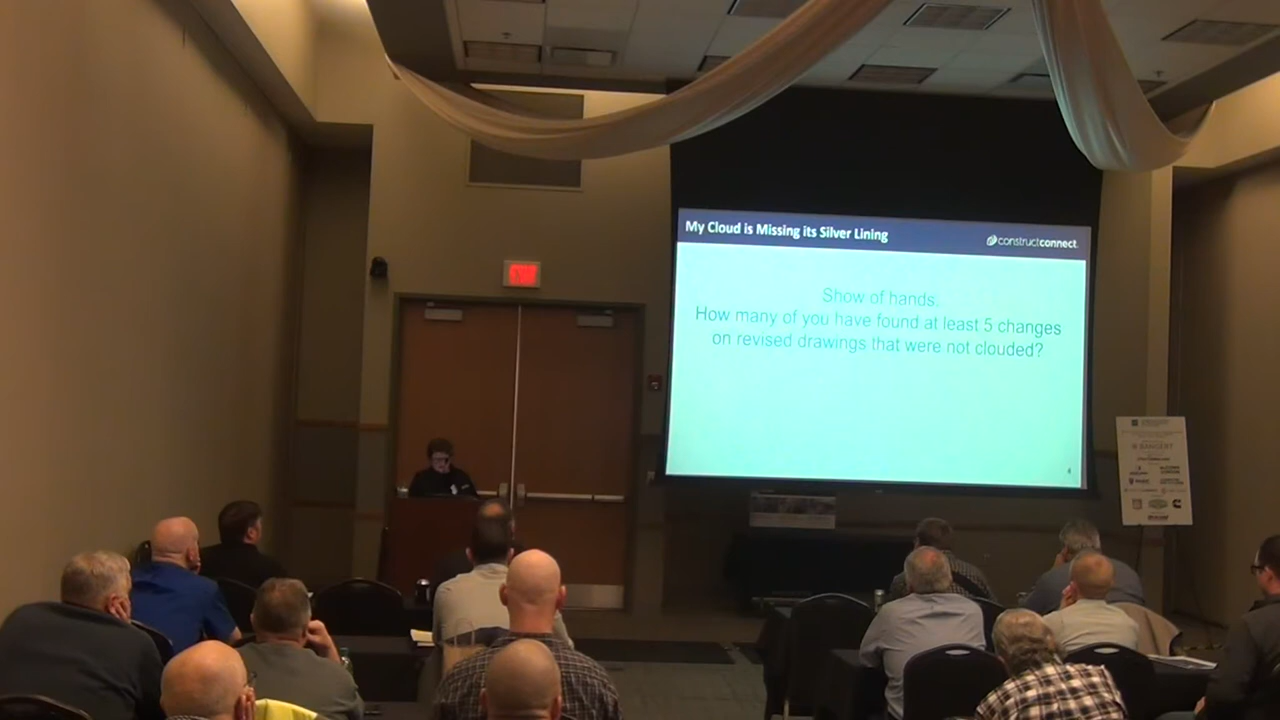 My Cloud is Missing its Silver Lining
constructconnect
Show of hands.
How many of you have found at least 5 changes
on revised drawings that were not clouded?
4